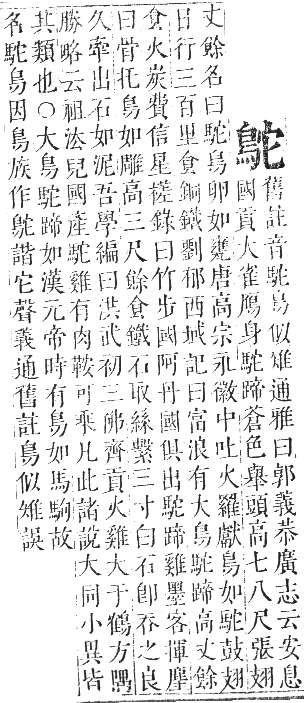 鴕
舊註音駝鳥似雉通雅曰郭義恭廣志云安息
國貢大雀鴈身駝蹄蒼色舉頭高七八尺張翅
丈餘名曰駝鳥卵如甕唐高宗永徽中吐火羅獻鳥如駝鼓翅
日行三百里食銅鐵劉郁西域記曰富浪有大鳥駝蹄高丈餘
食火炭費信星槎錄曰竹步國阿丹國俱出駝蹄雞墨客揮塵
曰骨托鳥如雕高三尺餘食鐵石取絲繫三寸白石卽吞之良
久牽出石如泥吾學編曰洪武初三佛齊貢火雞大于鶴方隅
勝略云祖法兒國產駝雞有肉鞍可乘凡此諸說大同小異皆
其類也○大鳥駝蹄如漢元帝時有鳥如馬駒故
名駝鳥因鳥族作鴕諧它聲義通舊註鳥似雉誤